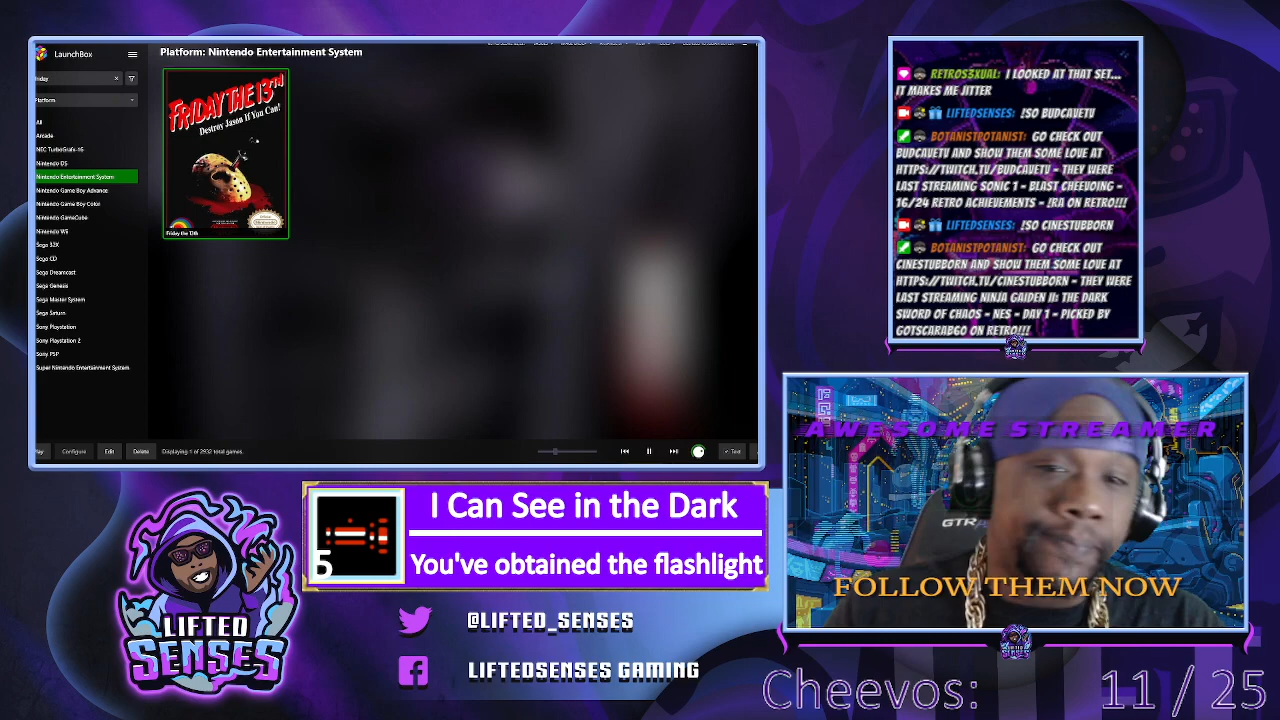 LaunchBox
Platform: Nintendo Entertainment System
iday
Platform
All
Arcade
NEC TurboGrafx-16
Nintendo DS
Nintendo Entertainment System
Nintendo Game Boy Advance
Nintendo Game Boy Color
Nintendo GameCube
Nintendo Wii
Sega 32X
Sega CD
Sega Dreamcast
Sega Genesis
Sega Master System
Sega Saturn
Sony Playstation
Sony Playstation 2
Sony PSP
Super Nintendo Entertainment System
FRIDAY THE 13TH
Destroy Jason If You Can!
Friday the 13th
lay
Configure
Edit
Delete
Displaying 1 of 2932 total games.
RETROS3XUAL: I LOOKED AT THAT SET...
IT MAKES ME JITTER
LIFTEDSENSES: !SO BUDCAVETV
BOTANISTPOTANIST: GO CHECK OUT
BUDCAVETV AND SHOW THEM SOME LOVE AT
HTTPS://TWITCH.TV/BUDCAVETV - THEY WERE
LAST STREAMING SONIC 1 - BLAST CHEEVOING -
16/24 RETRO ACHIEVEMENTS - !RA ON RETRO!!!
LIFTEDSENSES: !SO CINESTUBBORN
BOTANISTPOTANIST: GO CHECK OUT
CINESTUBBORN AND SHOW THEM SOME LOVE AT
HTTPS://TWITCH.TV/CINESTUBBORN - THEY WERE
LAST STREAMING NINJA GAIDEN II: THE DARK
SWORD OF CHAOS - NES - DAY 1 - PICKED BY
GOTSCARAB60 ON RETRO!!!
AWESOME STREAMER
GTR
FOLLOW THEM NOW
5
I Can See in the Dark
You've obtained the flashlight
LIFTED
SENSES
@LIFTED_SENSES
LIFTEDSENSES GAMING
Cheevos: 11 / 25